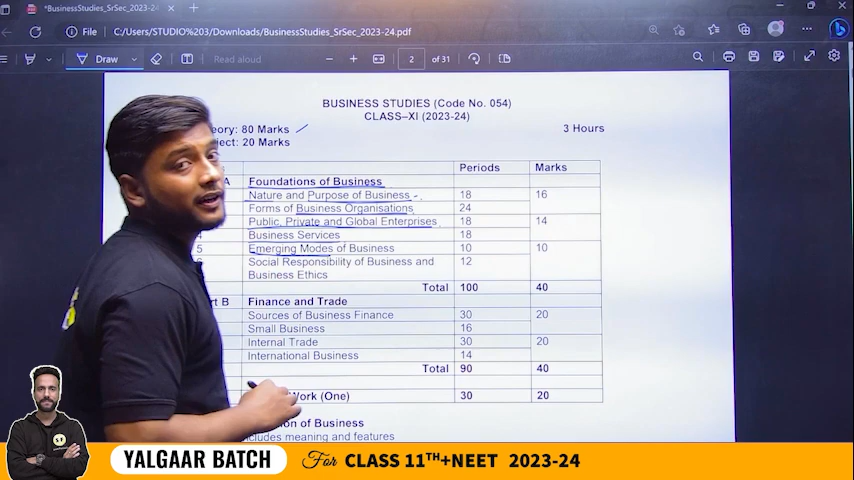 *BusinessStudies_SrSec_2023-24
File C:/Users/STUDIO%203/Downloads/BusinessStudies_SrSec_2023-24.pdf
Draw Read aloud 2 of 31
BUSINESS STUDIES (Code No. 054)
CLASS–XI (2023-24)
eory: 80 Marks 3 Hours
ect: 20 Marks
Periods Marks
A Foundations of Business
Nature and Purpose of Business 18 16
Forms of Business Organisations 24
Public, Private and Global Enterprises 18 14
4 Business Services 18
5 Emerging Modes of Business 10 10
6 Social Responsibility of Business and 12
Business Ethics
Total 100 40
rt B Finance and Trade
Sources of Business Finance 30 20
Small Business 16
Internal Trade 30 20
International Business 14
Total 90 40
Work (One) 30 20
on of Business
cludes meaning and features
YALGAAR BATCH For CLASS 11TH+NEET 2023-24